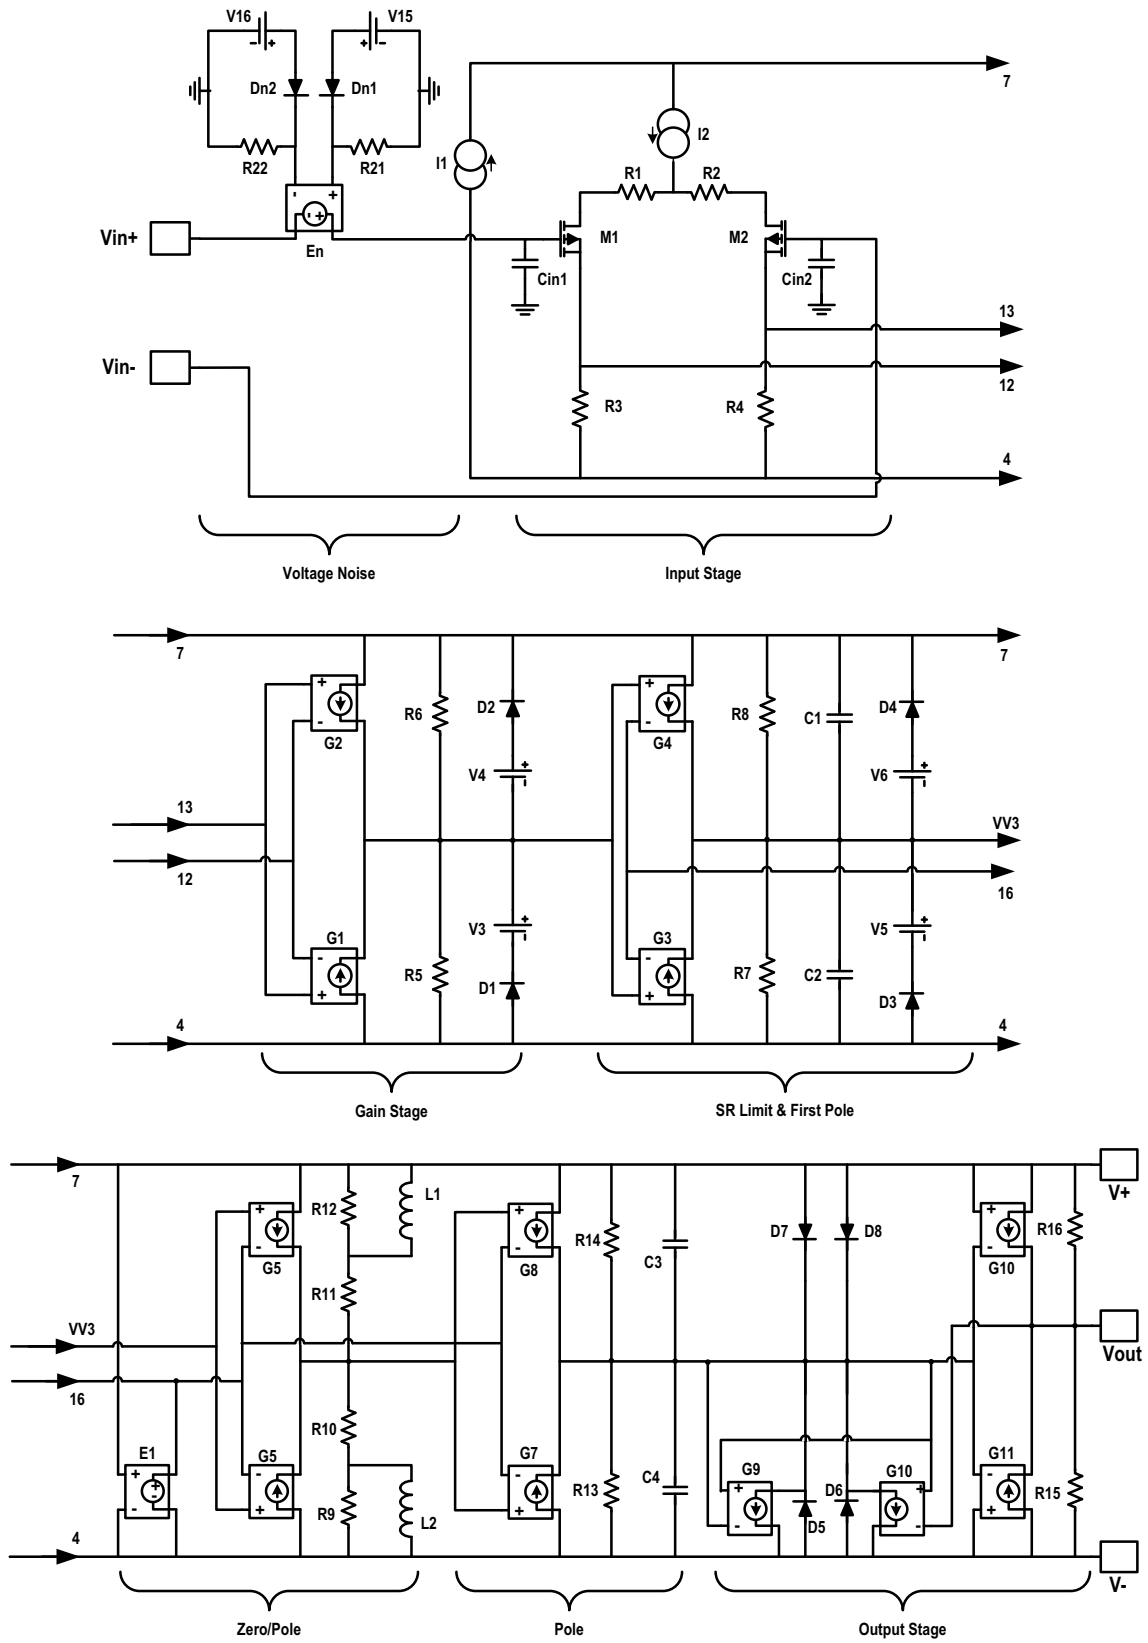 V16
V15
- +
+ -
Dn2
Dn1
R22
R21
- +
- +
En
Vin+
Vin-
I1
I2
7
R1
R2
M1
M2
Cin1
Cin2
13
12
R3
R4
4
Voltage Noise
Input Stage
7
7
+
-
G2
R6
D2
V4
+
-
+
-
G4
R8
C1
D4
V6
+
-
13
12
VV3
16
G1
-
+
R5
V3
+
-
D1
G3
-
+
R7
C2
V5
+
-
D3
4
4
Gain Stage
SR Limit & First Pole
7
V+
+
-
G5
R12
L1
R11
+
-
G8
R14
C3
D7
D8
+
-
G10
R16
VV3
16
Vout
E1
+
-
+
-
G5
-
+
R10
R9
L2
G7
-
+
R13
C4
G9
+
-
D5
D6
G10
+
-
G11
-
+
R15
4
V-
Zero/Pole
Pole
Output Stage